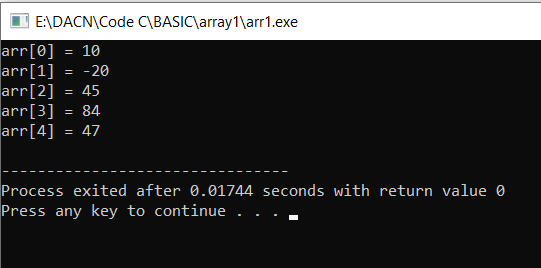 E:\DACN\Code C\BASIC\array1\arr1.exe
arr[0] = 10
arr[1] = -20
arr[2] = 45
arr[3] = 84
arr[4] = 47
--------------------------------
Process exited after 0.01744 seconds with return value 0
Press any key to continue . . .